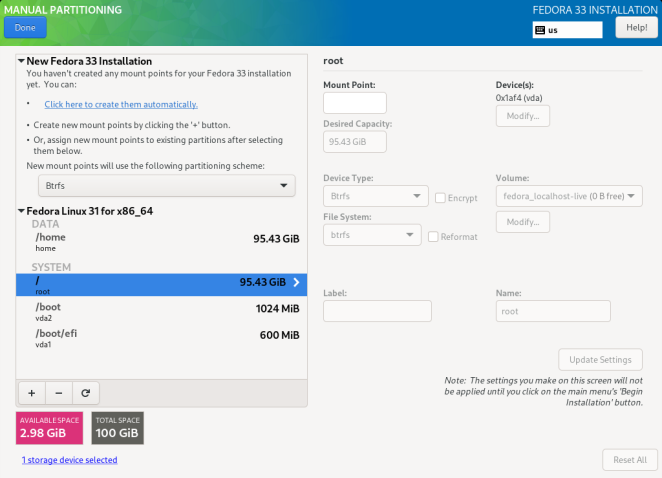 MANUAL PARTITIONING
FEDORA 33 INSTALLATION
Done
us
Help!
New Fedora 33 Installation
You haven't created any mount points for your Fedora 33 installation
yet. You can:
• Click here to create them automatically.
• Create new mount points by clicking the '+' button.
• Or, assign new mount points to existing partitions after selecting
them below.
New mount points will use the following partitioning scheme:
Btrfs
Fedora Linux 31 for x86_64
DATA
/home 95.43 GiB
home
SYSTEM
/ 95.43 GiB
root
/boot 1024 MiB
vda2
/boot/efi 600 MiB
vda1
+ −
AVAILABLE SPACE
2.98 GiB
TOTAL SPACE
100 GiB
1 storage device selected
root
Mount Point:
Desired Capacity:
95.43 GiB
Device(s):
0x1af4 (vda)
Modify...
Device Type:
Btrfs
Encrypt
File System:
btrfs
Reformat
Volume:
fedora_localhost-live (0 B free)
Modify...
Label:
Name:
root
Update Settings
Note: The settings you make on this screen will not
be applied until you click on the main menu's 'Begin
Installation' button.
Reset All